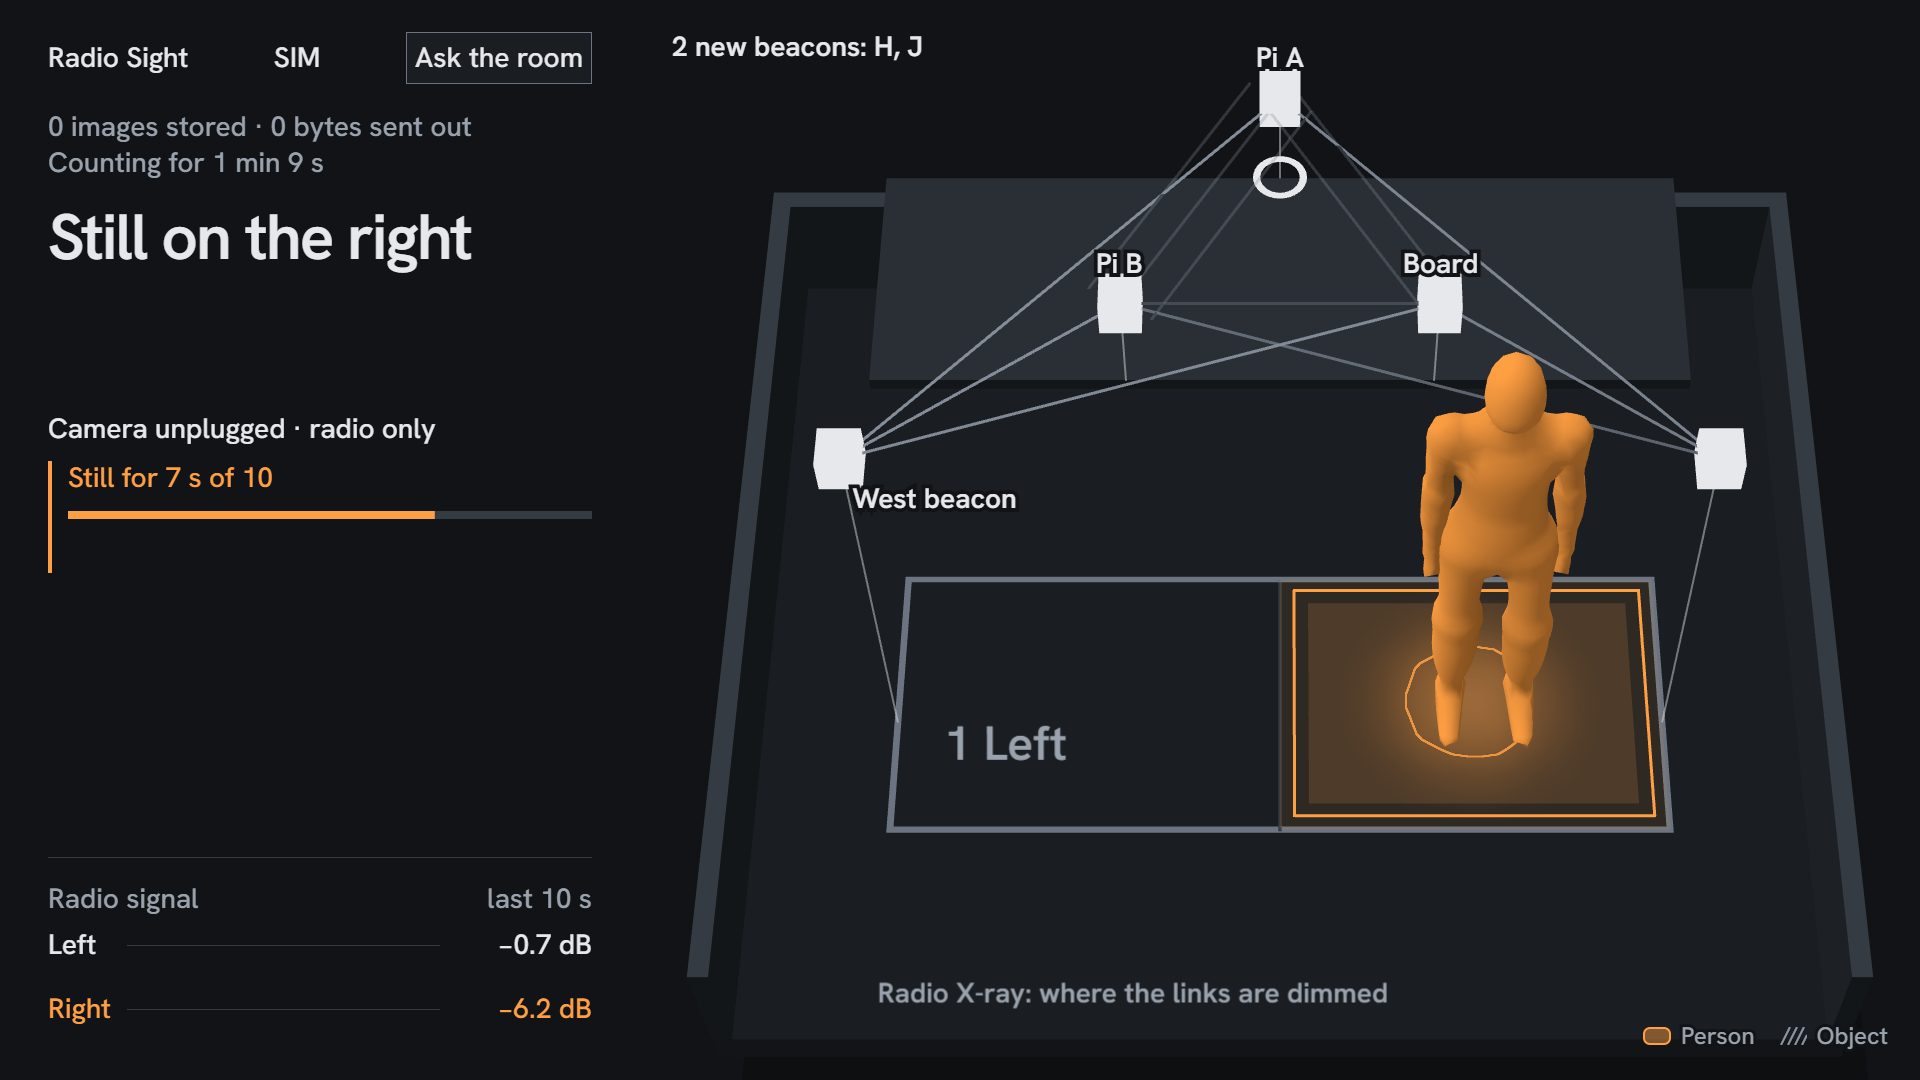 Radio Sight
SIM
Ask the room
0 images stored · 0 bytes sent out
Counting for 1 min 9 s
Still on the right
Camera unplugged · radio only
Still for 7 s of 10
Radio signal
last 10 s
Left
−0.7 dB
Right
−6.2 dB
2 new beacons: H, J
Pi A
Pi B
Board
West beacon
1 Left
Radio X-ray: where the links are dimmed
Person
Object